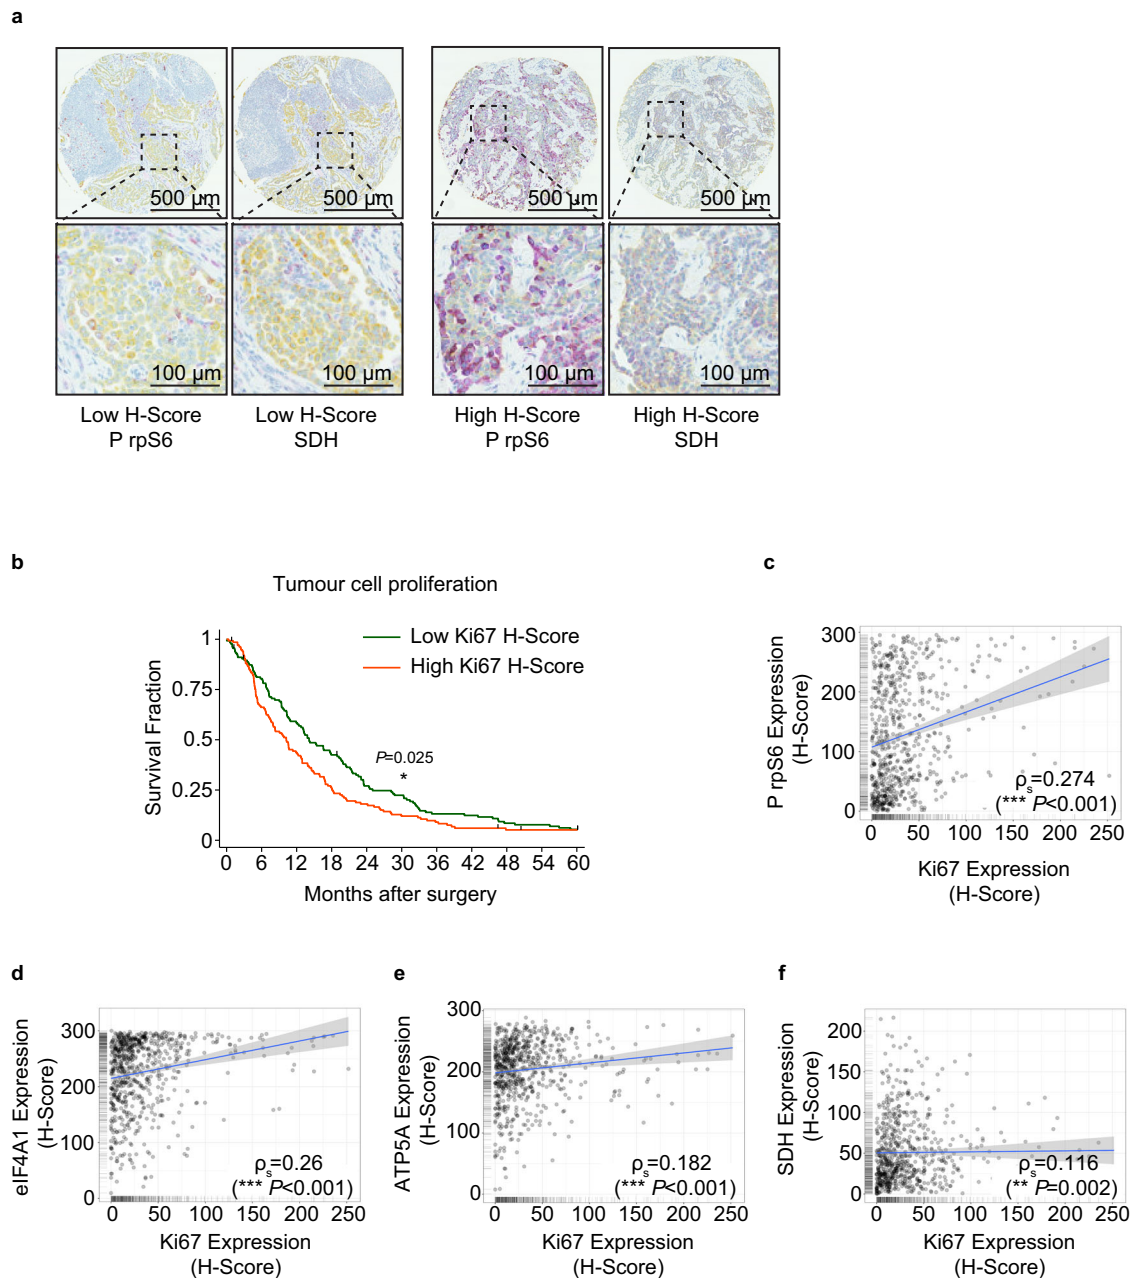 a
500 µm
500 µm
500 µm
500 µm
100 µm
100 µm
100 µm
100 µm
Low H-Score
P rpS6
Low H-Score
SDH
High H-Score
P rpS6
High H-Score
SDH
b
Tumour cell proliferation
Low Ki67 H-Score
High Ki67 H-Score
P=0.025
*
Survival Fraction
1
0.75
0.5
0.25
0
0 6 12 18 24 30 36 42 48 54 60
Months after surgery
c
P rpS6 Expression
(H-Score)
300
200
100
0
ρs=0.274
(*** P<0.001)
0 50 100 150 200 250
Ki67 Expression
(H-Score)
d
eIF4A1 Expression
(H-Score)
300
200
100
0
ρs=0.26
(*** P<0.001)
0 50 100 150 200 250
Ki67 Expression
(H-Score)
e
ATP5A Expression
(H-Score)
300
200
100
0
ρs=0.182
(*** P<0.001)
0 50 100 150 200 250
Ki67 Expression
(H-Score)
f
SDH Expression
(H-Score)
200
150
100
50
0
ρs=0.116
(** P=0.002)
0 50 100 150 200 250
Ki67 Expression
(H-Score)